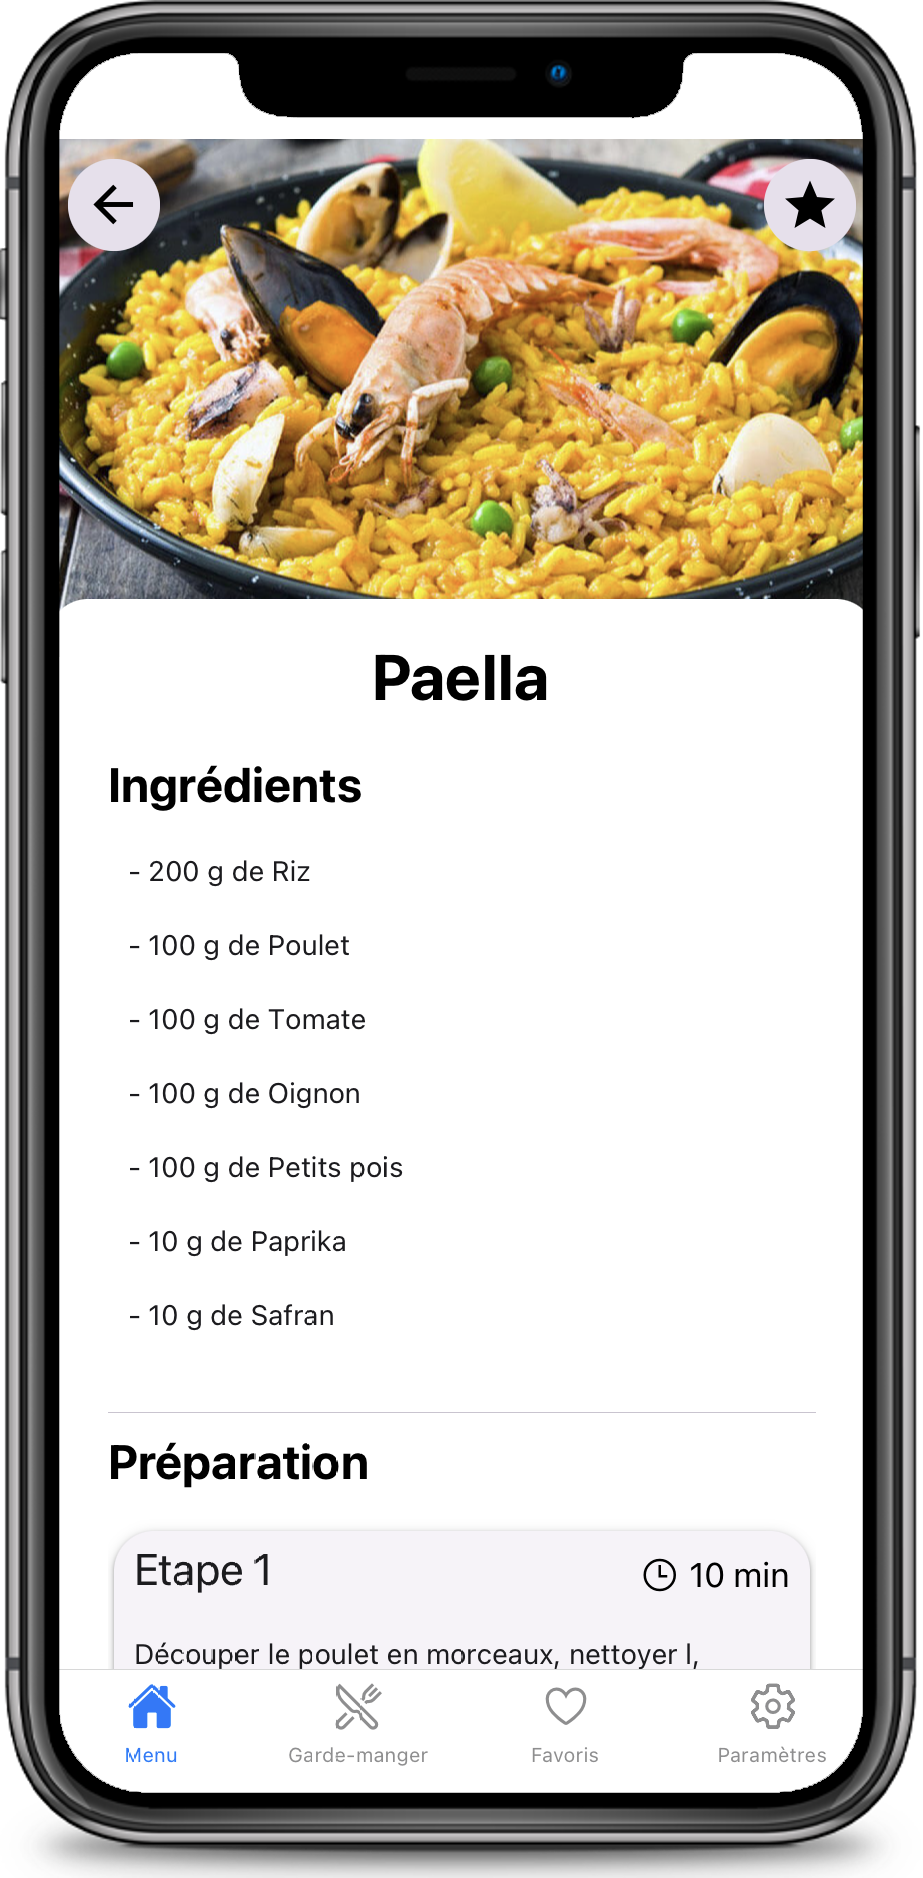 Paella
Ingrédients
- 200 g de Riz
- 100 g de Poulet
- 100 g de Tomate
- 100 g de Oignon
- 100 g de Petits pois
- 10 g de Paprika
- 10 g de Safran
Préparation
Etape 1
10 min
Découper le poulet en morceaux, nettoyer l,
Menu
Garde-manger
Favoris
Paramètres